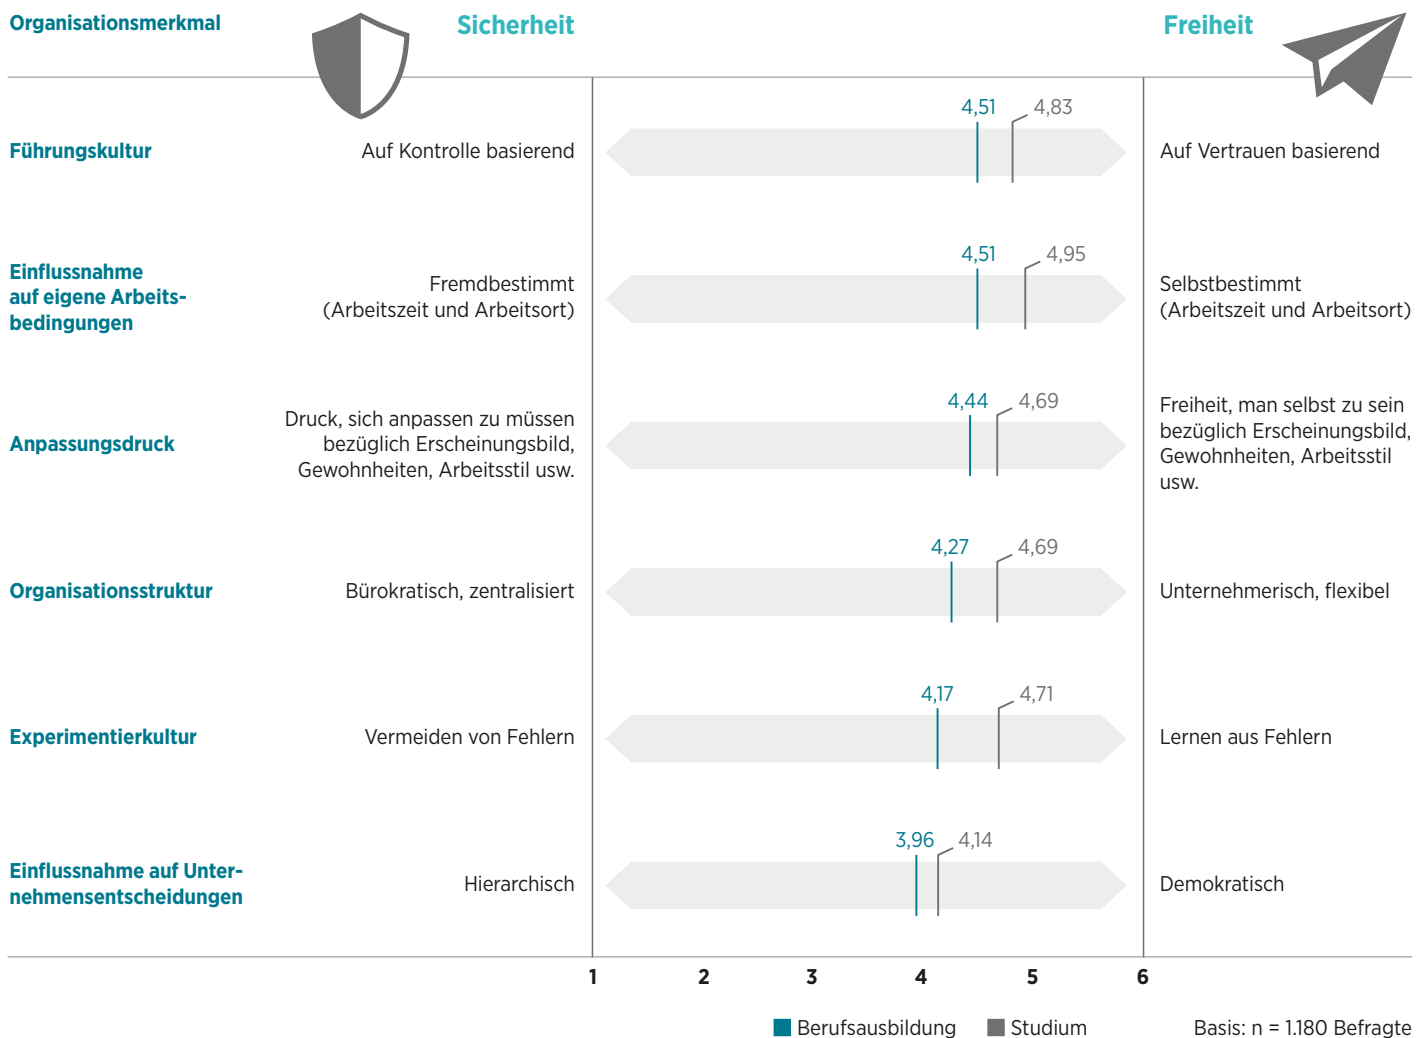 Organisationsmerkmal
Sicherheit
Freiheit
Führungskultur
Auf Kontrolle basierend
4,51
4,83
Auf Vertrauen basierend
Einflussnahme
auf eigene Arbeits-
bedingungen
Fremdbestimmt
(Arbeitszeit und Arbeitsort)
4,51
4,95
Selbstbestimmt
(Arbeitszeit und Arbeitsort)
Anpassungsdruck
Druck, sich anpassen zu müssen
bezüglich Erscheinungsbild,
Gewohnheiten, Arbeitsstil usw.
4,44
4,69
Freiheit, man selbst zu sein
bezüglich Erscheinungsbild,
Gewohnheiten, Arbeitsstil
usw.
Organisationsstruktur
Bürokratisch, zentralisiert
4,27
4,69
Unternehmerisch, flexibel
Experimentierkultur
Vermeiden von Fehlern
4,17
4,71
Lernen aus Fehlern
Einflussnahme auf Unter-
nehmensentscheidungen
Hierarchisch
3,96
4,14
Demokratisch
1 2 3 4 5 6
Berufsausbildung
Studium
Basis: n = 1.180 Befragte